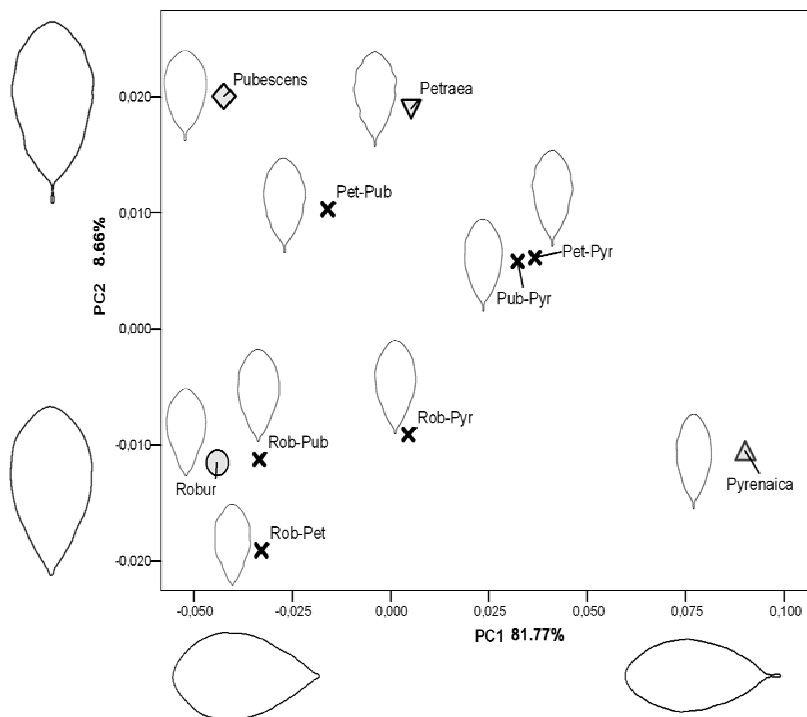 Pubescens
Petraea
0,020
Pet-Pub
0,010
Pet-Pyr
Pub-Pyr
PC2 8.66%
0,000
Rob-Pyr
-0,010
Rob-Pub
Robur
Pyrenaica
Rob-Pet
-0,020
-0,050 -0,025 0,000 0,025 0,050 0,075 0,100
PC1 81.77%